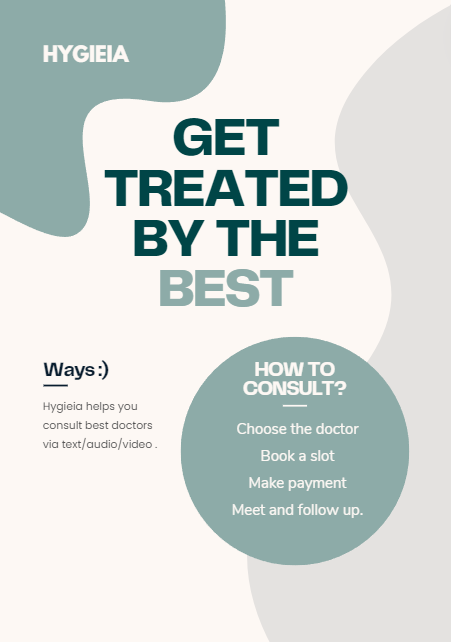 HYGIEIA
GET
TREATED
BY THE
BEST
Ways :)
Hygieia helps you
consult best doctors
via text/audio/video .
HOW TO
CONSULT?
Choose the doctor
Book a slot
Make payment
Meet and follow up.